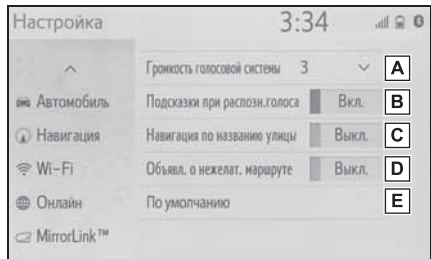 Настройка 3:34
Громкость голосовой системы 3 A
Автомобиль Подсказки при распозн.голоса Вкл. B
Навигация Навигация по названию улицы Выкл. C
Wi-Fi Объявл. о нежелат. маршруте Выкл. D
Онлайн По умолчанию E
MirrorLink™